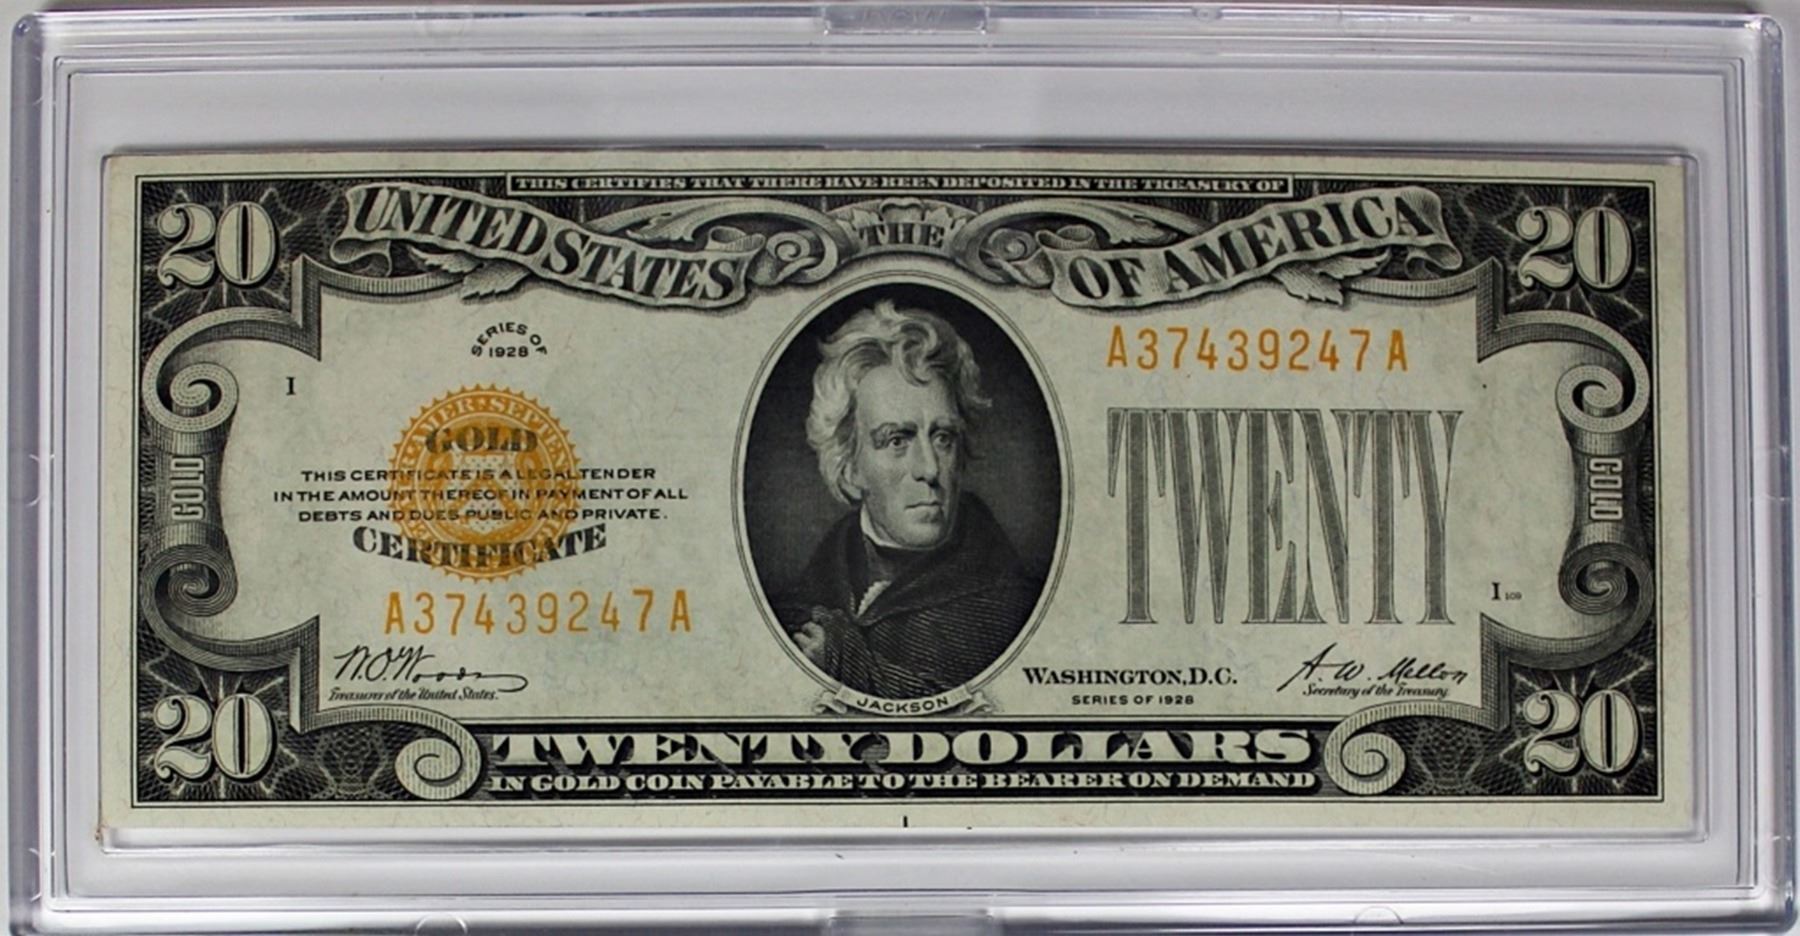 THIS CERTIFIES THAT THERE HAVE BEEN DEPOSITED IN THE TREASURY OF
20 UNITED STATES THE OF AMERICA 20
SERIES OF
1928
A37439247A
I
GOLD
THIS CERTIFICATE IS A LEGAL TENDER
IN THE AMOUNT THEREOF IN PAYMENT OF ALL
DEBTS AND DUES PUBLIC AND PRIVATE.
CERTIFICATE
GOLD
TWENTY
GOLD
A37439247A
I 109
W.O. Woods
Treasurer of the United States.
WASHINGTON, D.C.
SERIES OF 1928
A. W. Mellon
Secretary of the Treasury.
JACKSON
20 TWENTY DOLLARS 20
IN GOLD COIN PAYABLE TO THE BEARER ON DEMAND